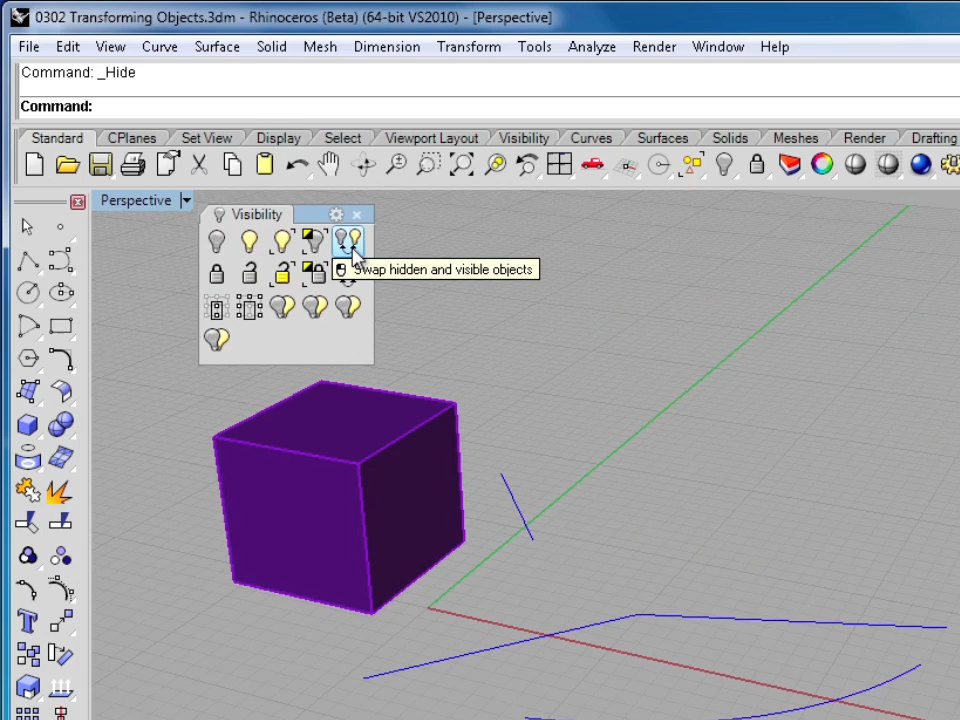 0302 Transforming Objects.3dm - Rhinoceros (Beta) (64-bit VS2010) - [Perspective]
File Edit View Curve Surface Solid Mesh Dimension Transform Tools Analyze Render Window Help
Command: _Hide
Command:
Standard CPlanes Set View Display Select Viewport Layout Visibility Curves Surfaces Solids Meshes Render Drafting
Perspective
Visibility
Swap hidden and visible objects